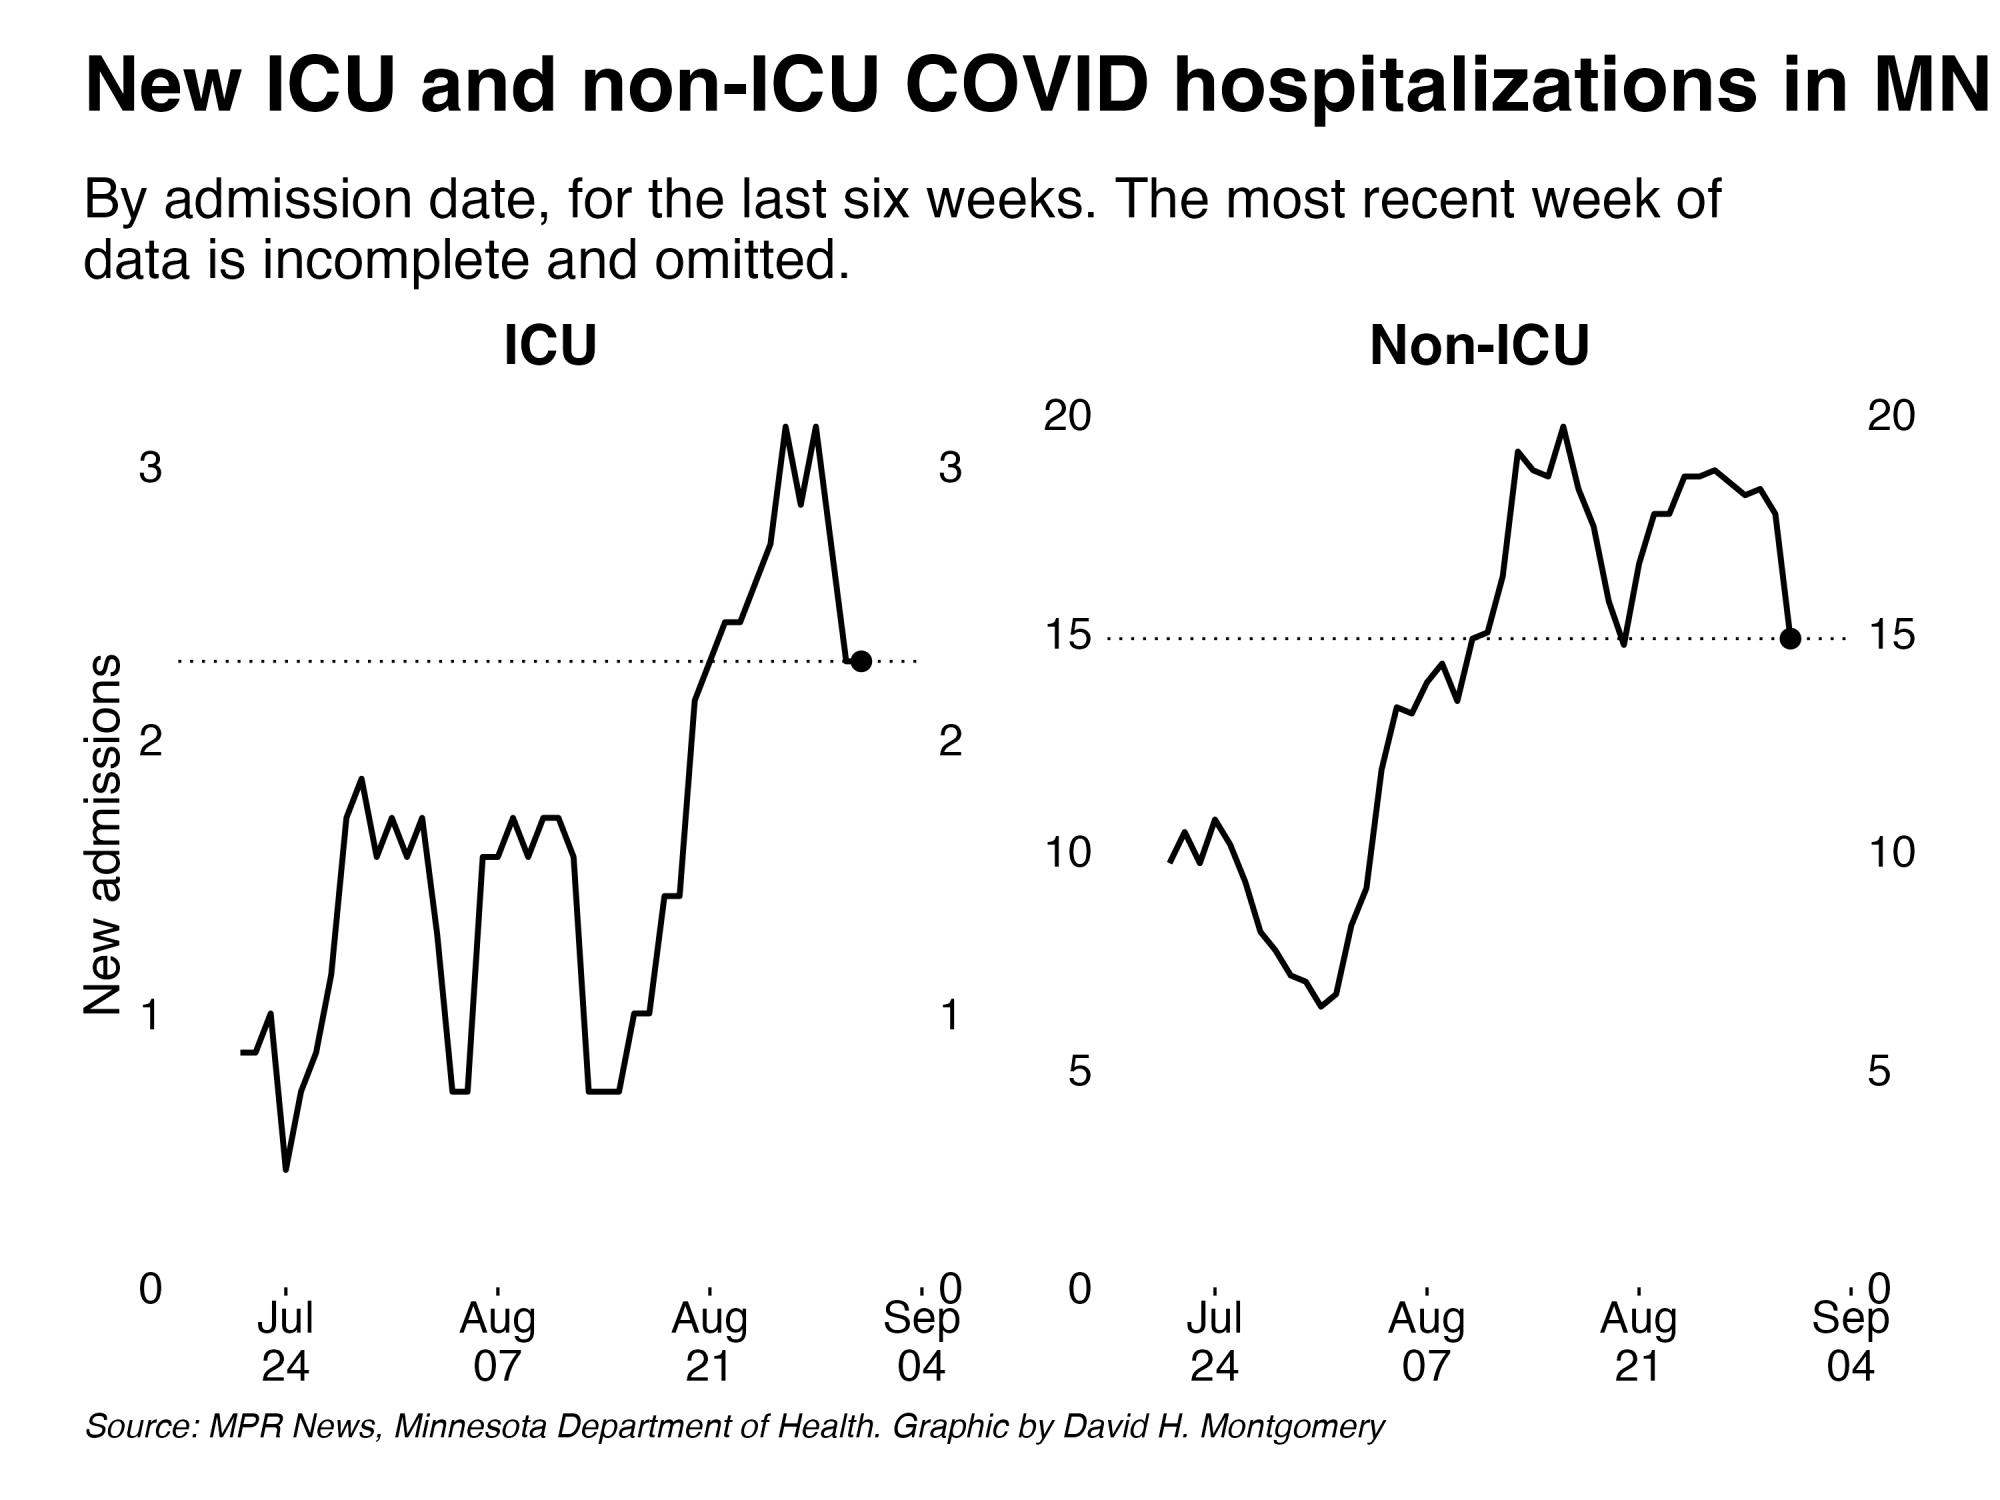 New ICU and non-ICU COVID hospitalizations in MN
By admission date, for the last six weeks. The most recent week of
data is incomplete and omitted.
ICU
Non-ICU
New admissions
3
2
1
0
3
2
1
0
20
15
10
5
0
20
15
10
5
0
Jul
24
Aug
07
Aug
21
Sep
04
Jul
24
Aug
07
Aug
21
Sep
04
Source: MPR News, Minnesota Department of Health. Graphic by David H. Montgomery